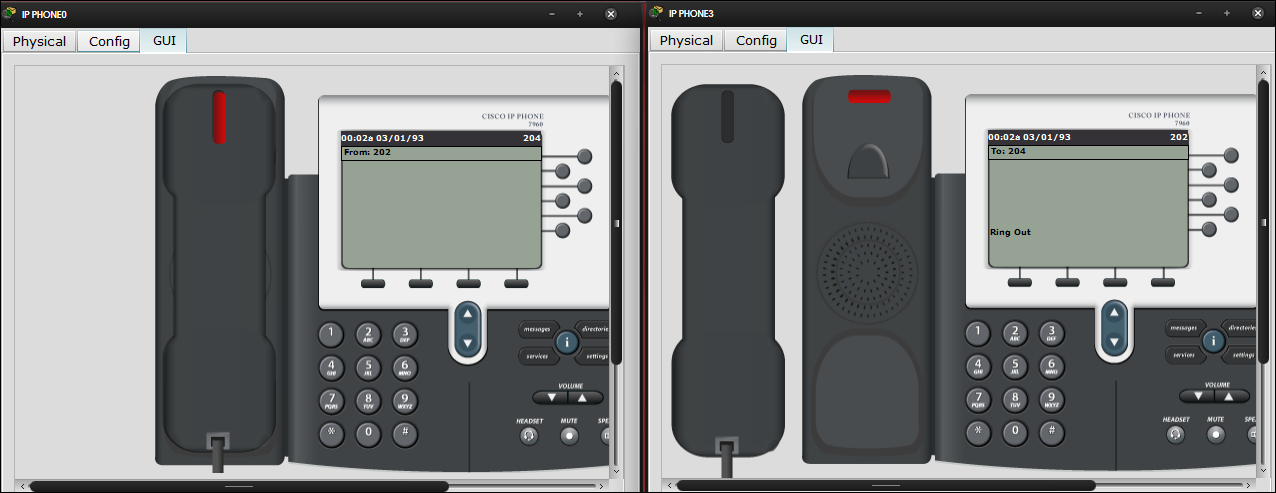 IP PHONE0
Physical Config GUI
CISCO IP PHONE
7960
00:02a 03/01/93 204
From: 202
1 2 ABC 3 DEF
4 GHI 5 JKL 6 MNO
7 PQRS 8 TUV 9 WXYZ
* 0 #
messages directories
i
services settings
VOLUME
HEADSET MUTE SPE
IP PHONE3
Physical Config GUI
CISCO IP PHONE
7960
00:02a 03/01/93 202
To: 204
Ring Out
1 2 ABC 3 DEF
4 GHI 5 JKL 6 MNO
7 PQRS 8 TUV 9 WXYZ
* 0 #
messages directorie
i
services settings
VOLUME
HEADSET MUTE SPE